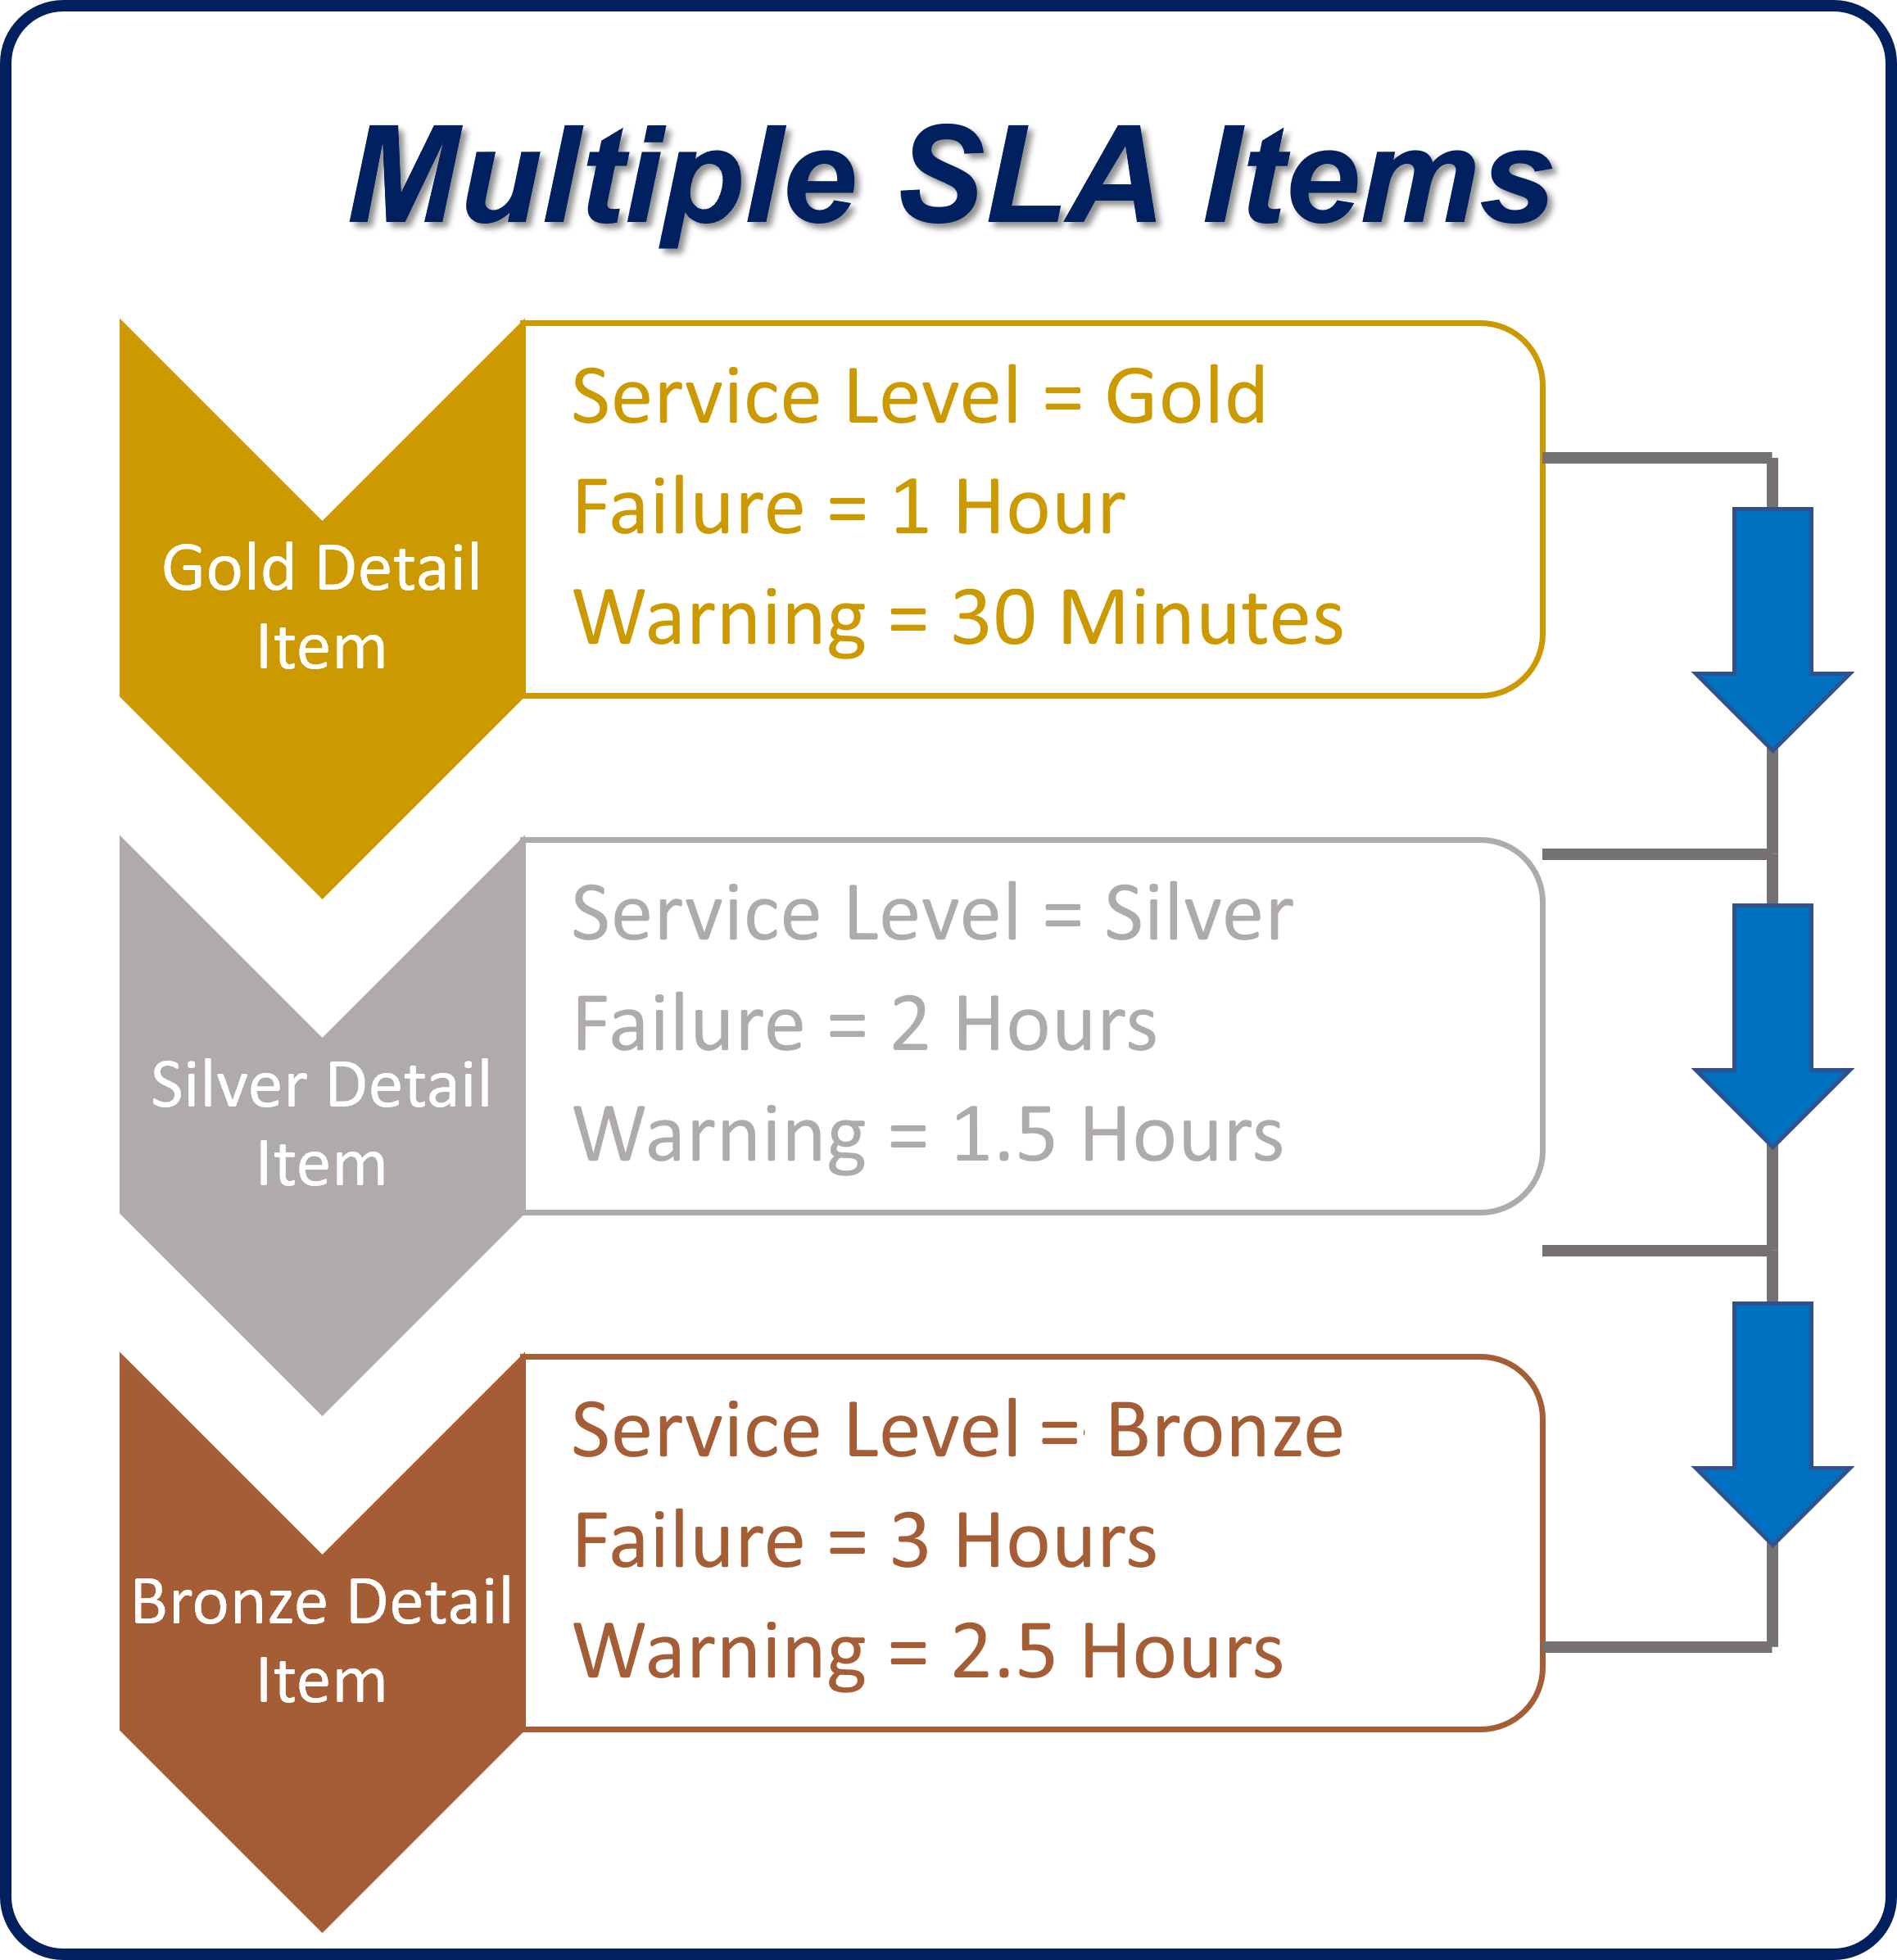 Multiple SLA Items
Gold Detail
Item
Service Level = Gold
Failure = 1 Hour
Warning = 30 Minutes
Silver Detail
Item
Service Level = Silver
Failure = 2 Hours
Warning = 1.5 Hours
Bronze Detail
Item
Service Level = Bronze
Failure = 3 Hours
Warning = 2.5 Hours